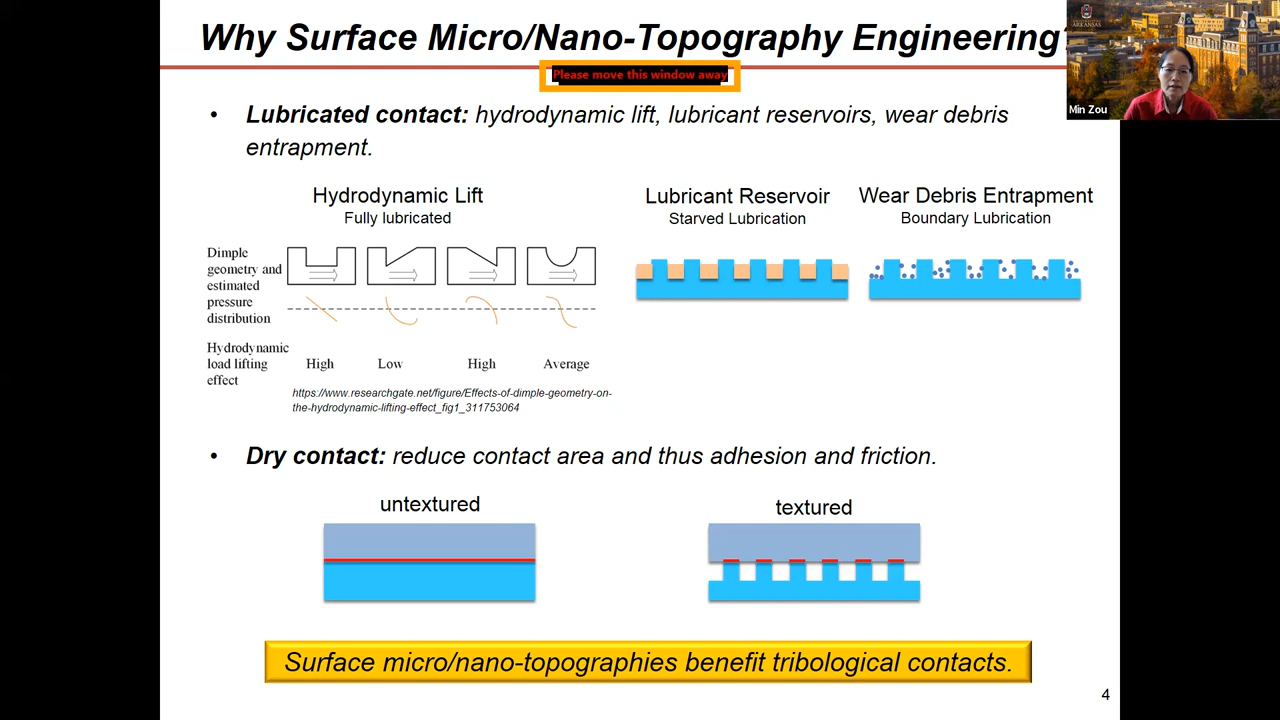 Why Surface Micro/Nano-Topography Engineering?
Please move this window away
ARKANSAS
Min Zou
• Lubricated contact: hydrodynamic lift, lubricant reservoirs, wear debris
entrapment.
Hydrodynamic Lift
Fully lubricated
Lubricant Reservoir
Starved Lubrication
Wear Debris Entrapment
Boundary Lubrication
Dimple
geometry and
estimated
pressure
distribution
Hydrodynamic
load lifting
effect
High Low High Average
https://www.researchgate.net/figure/Effects-of-dimple-geometry-on-
the-hydrodynamic-lifting-effect_fig1_311753064
• Dry contact: reduce contact area and thus adhesion and friction.
untextured
textured
Surface micro/nano-topographies benefit tribological contacts.
4